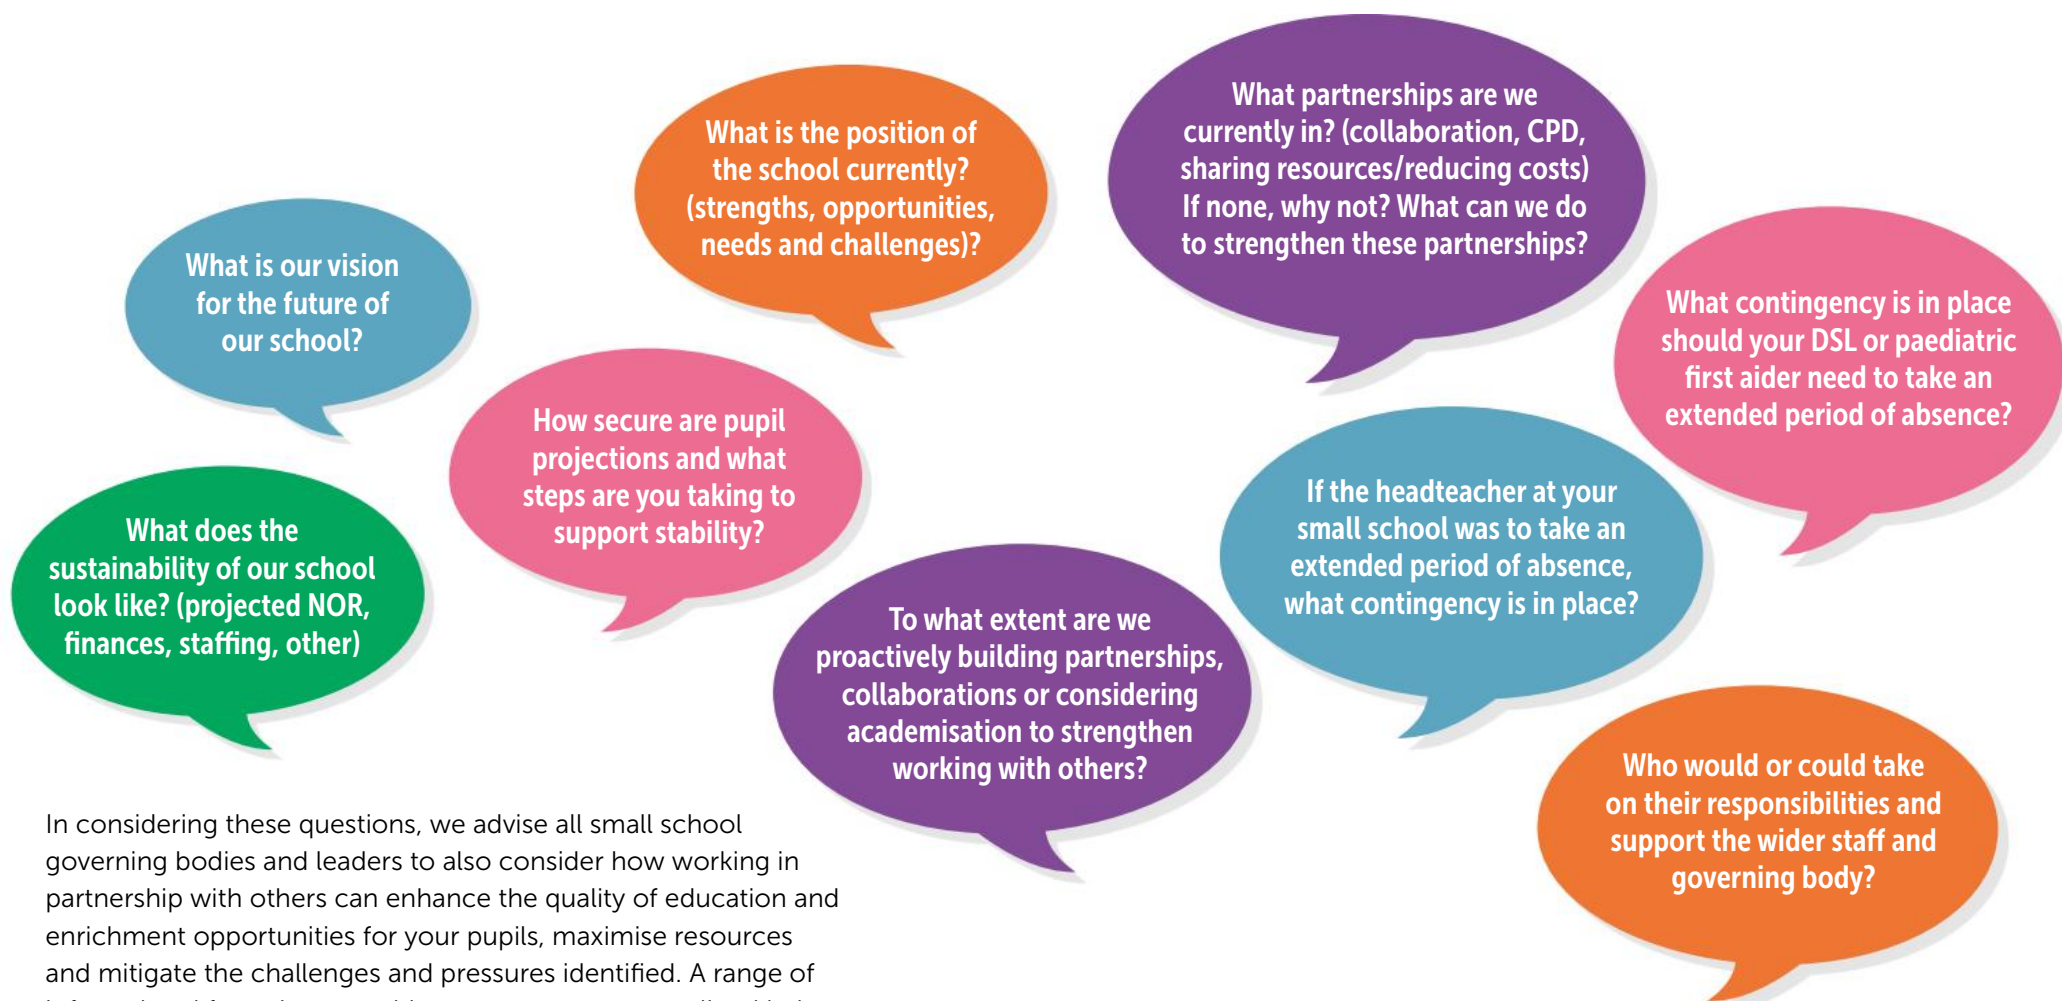 What partnerships are we
currently in? (collaboration, CPD,
sharing resources/reducing costs)
If none, why not? What can we do
to strengthen these partnerships?
What is the position of
the school currently?
(strengths, opportunities,
needs and challenges)?
What is our vision
for the future of
our school?
What contingency is in place
should your DSL or paediatric
first aider need to take an
extended period of absence?
How secure are pupil
projections and what
steps are you taking to
support stability?
If the headteacher at your
small school was to take an
extended period of absence,
what contingency is in place?
What does the
sustainability of our school
look like? (projected NOR,
finances, staffing, other)
To what extent are we
proactively building partnerships,
collaborations or considering
academisation to strengthen
working with others?
Who would or could take
on their responsibilities and
support the wider staff and
governing body?
In considering these questions, we advise all small school
governing bodies and leaders to also consider how working in
partnership with others can enhance the quality of education and
enrichment opportunities for your pupils, maximise resources
and mitigate the challenges and pressures identified. A range of